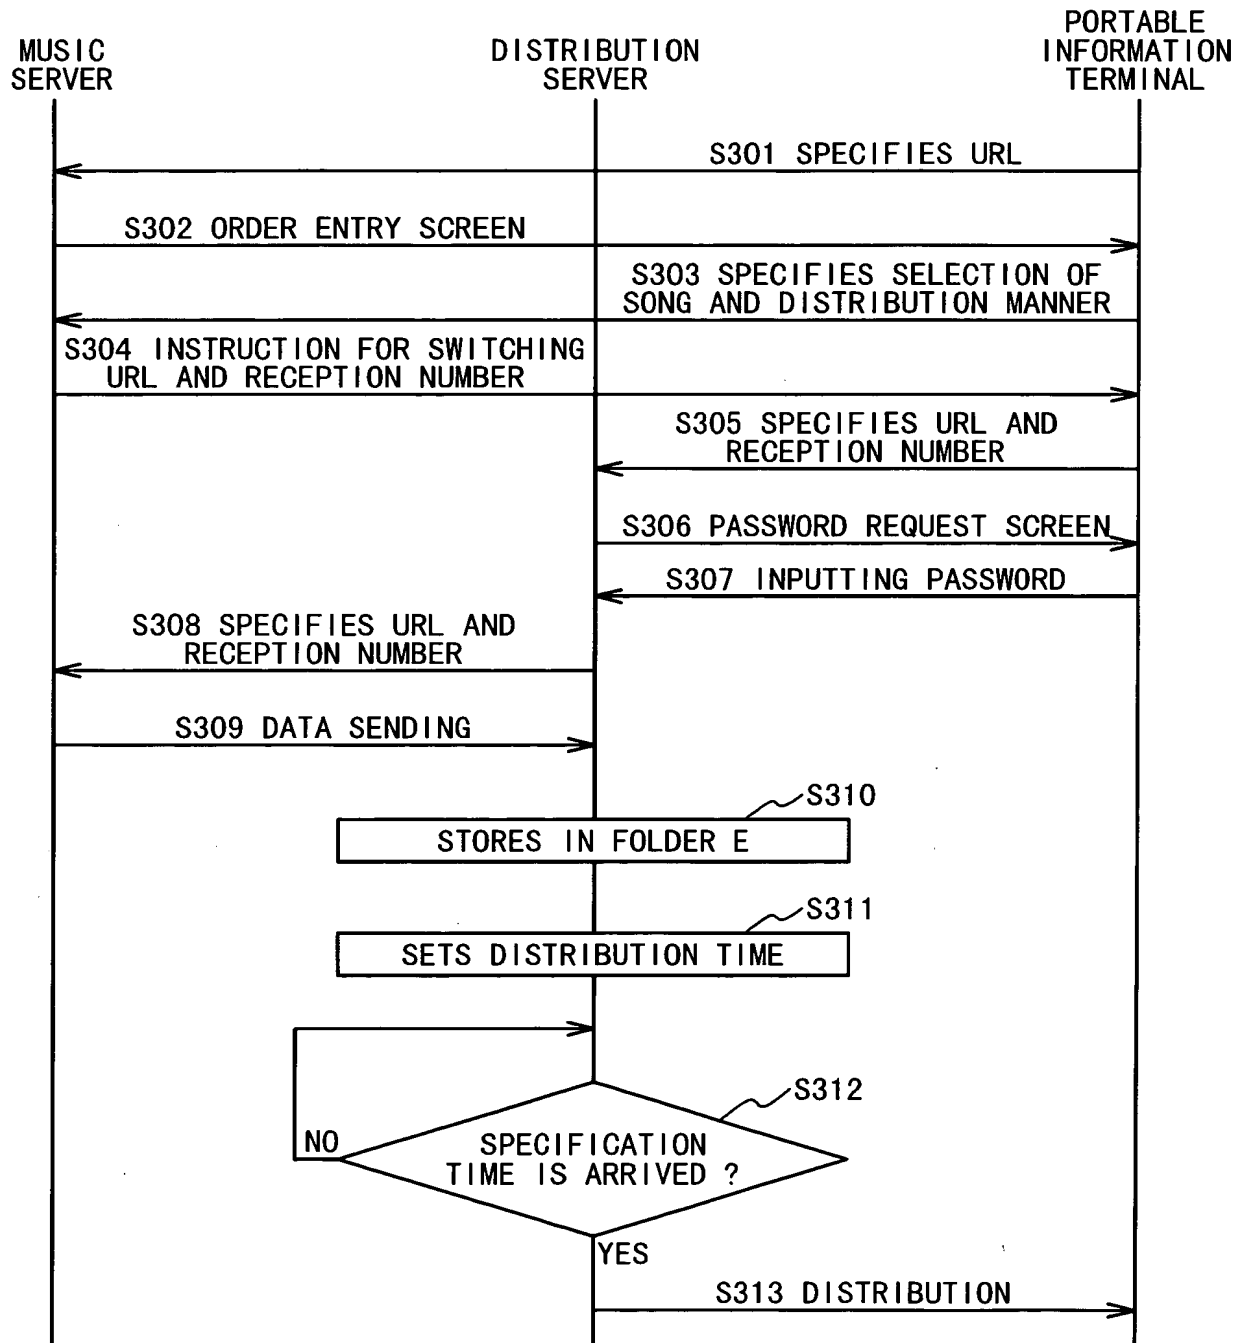 MUSIC
SERVER
DISTRIBUTION
SERVER
PORTABLE
INFORMATION
TERMINAL
S301 SPECIFIES URL
S302 ORDER ENTRY SCREEN
S303 SPECIFIES SELECTION OF
SONG AND DISTRIBUTION MANNER
S304 INSTRUCTION FOR SWITCHING
URL AND RECEPTION NUMBER
S305 SPECIFIES URL AND
RECEPTION NUMBER
S306 PASSWORD REQUEST SCREEN
S307 INPUTTING PASSWORD
S308 SPECIFIES URL AND
RECEPTION NUMBER
S309 DATA SENDING
S310
STORES IN FOLDER E
S311
SETS DISTRIBUTION TIME
S312
NO
SPECIFICATION
TIME IS ARRIVED ?
YES
S313 DISTRIBUTION